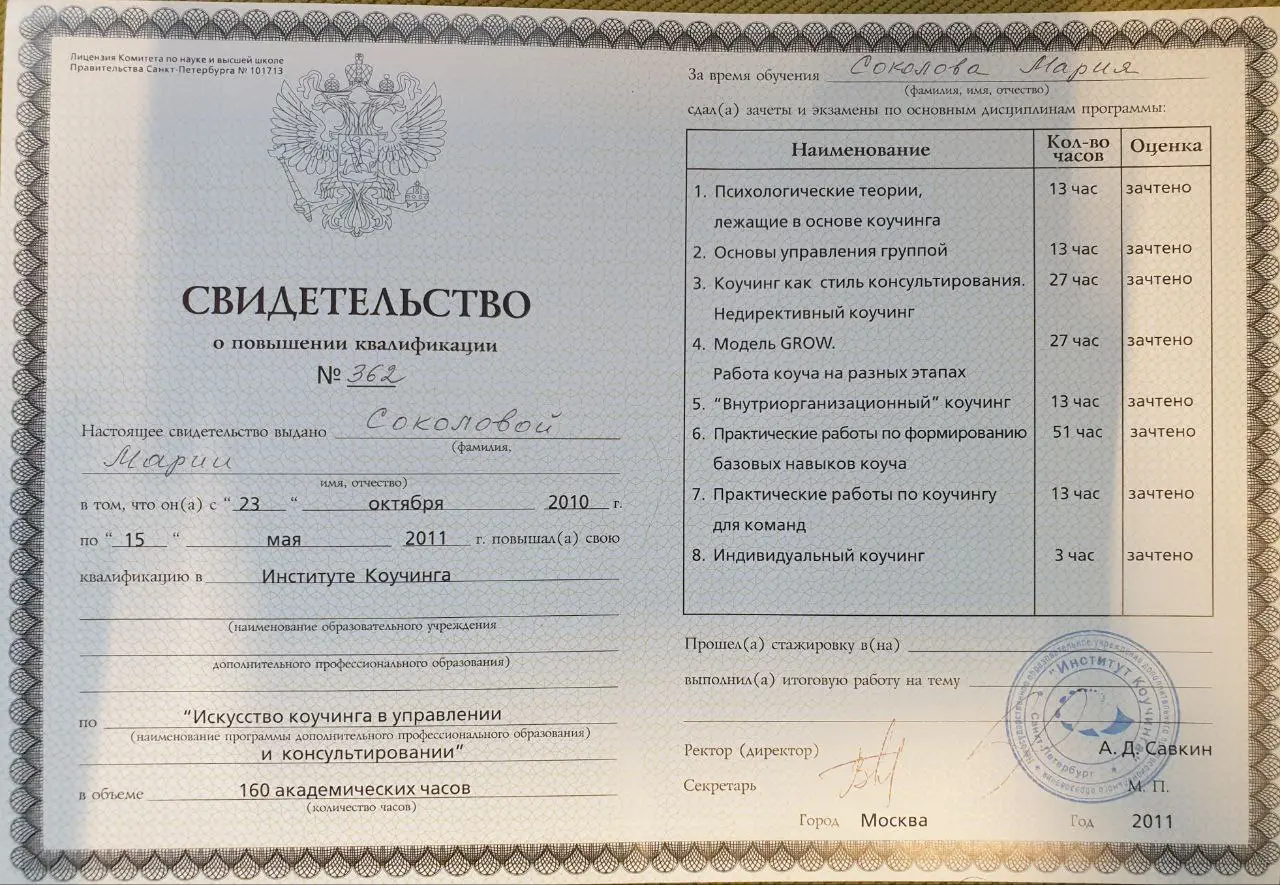 Лицензия Комитета по науке и высшей школе
Правительства Санкт-Петербурга № 101713
СВИДЕТЕЛЬСТВО
о повышении квалификации
№ 362
Настоящее свидетельство выдано Соколовой
(фамилия,
Марии
имя, отчество)
в том, что он(а) с “ 23 “ октября 2010 г.
по “ 15 “ мая 2011 г. повышал(а) свою
квалификацию в Институте Коучинга
(наименование образовательного учреждения
дополнительного профессионального образования)
по “Искусство коучинга в управлении
(наименование программы дополнительного профессионального образования)
и консультировании”
в объеме 160 академических часов
(количество часов)
За время обучения Соколова Мария
(фамилия, имя, отчество)
сдал(а) зачеты и экзамены по основным дисциплинам программы:
Наименование Кол-во часов Оценка
1. Психологические теории, 13 час зачтено
лежащие в основе коучинга
2. Основы управления группой 13 час зачтено
3. Коучинг как стиль консультирования. 27 час зачтено
Недирективный коучинг
4. Модель GROW. 27 час зачтено
Работа коуча на разных этапах
5. “Внутриорганизационный” коучинг 13 час зачтено
6. Практические работы по формированию 51 час зачтено
базовых навыков коуча
7. Практические работы по коучингу 13 час зачтено
для команд
8. Индивидуальный коучинг 3 час зачтено
Прошел(а) стажировку в(на)
выполнил(а) итоговую работу на тему
"Институт Коучинга"
Санкт-Петербург
Ректор (директор) А. Д. Савкин
Секретарь М. П.
Город Москва Год 2011